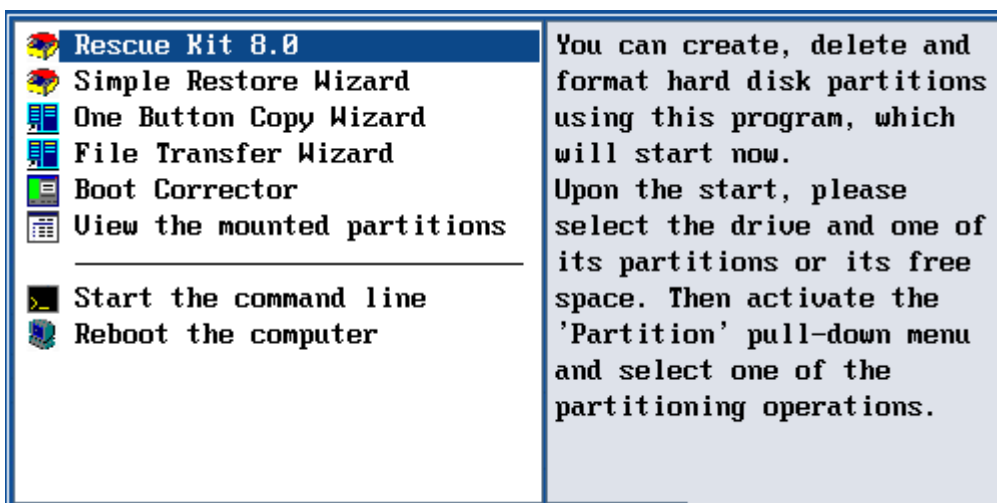 Rescue Kit 8.0
Simple Restore Wizard
One Button Copy Wizard
File Transfer Wizard
Boot Corrector
View the mounted partitions
Start the command line
Reboot the computer
You can create, delete and
format hard disk partitions
using this program, which
will start now.
Upon the start, please
select the drive and one of
its partitions or its free
space. Then activate the
'Partition' pull-down menu
and select one of the
partitioning operations.